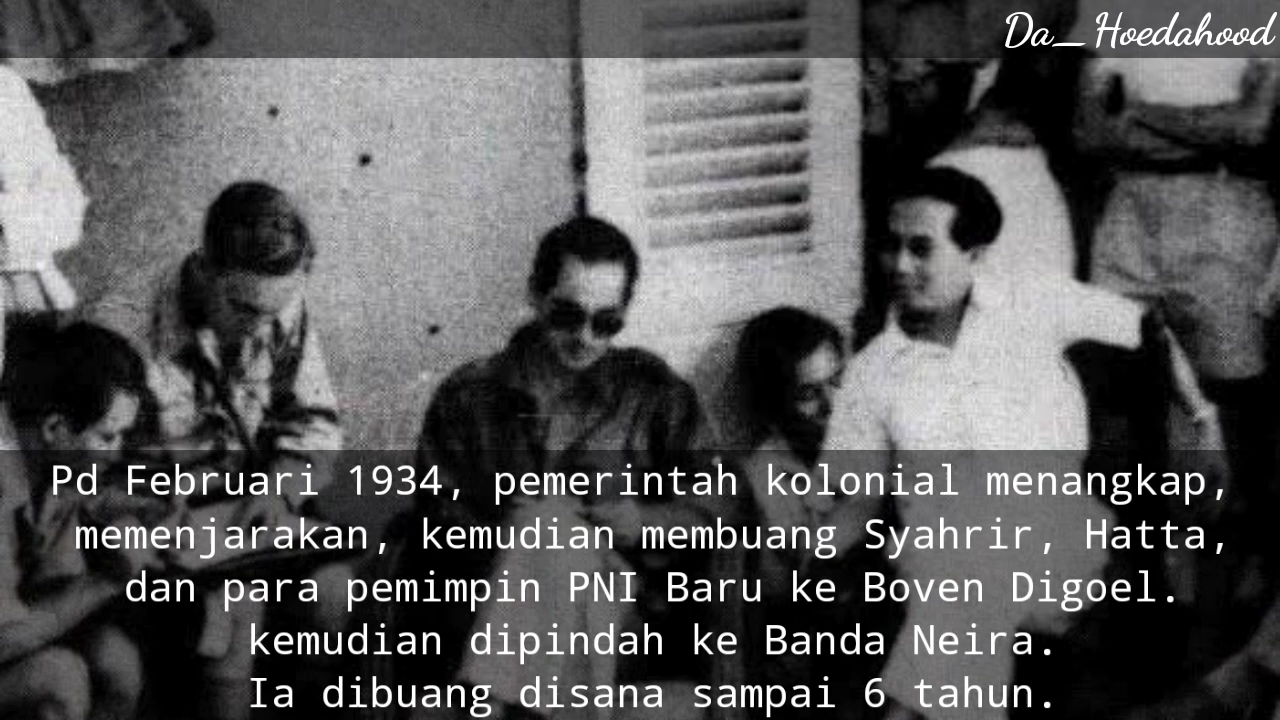 Da_Hoedahood
Pd Februari 1934, pemerintah kolonial menangkap,
memenjarakan, kemudian membuang Syahrir, Hatta,
dan para pemimpin PNI Baru ke Boven Digoel.
kemudian dipindah ke Banda Neira.
Ia dibuang disana sampai 6 tahun.